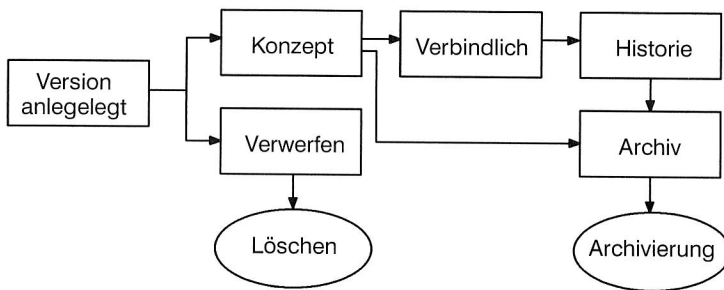 Konzept
Verbindlich
Historie
Version
anlegelegt
Verwerfen
Archiv
Löschen
Archivierung